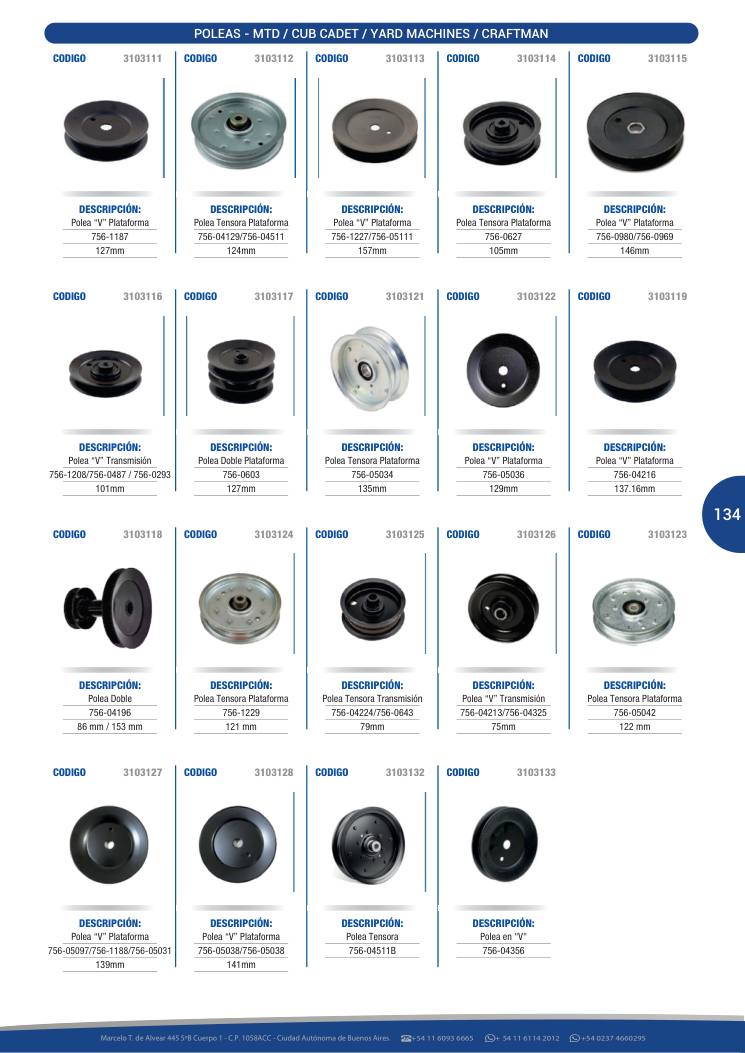 POLEAS - MTD / CUB CADET / YARD MACHINES / CRAFTMAN
CODIGO 3103111
DESCRIPCIÓN:
Polea “V” Plataforma
756-1187
127mm
CODIGO 3103112
DESCRIPCIÓN:
Polea Tensora Plataforma
756-04129/756-04511
124mm
CODIGO 3103113
DESCRIPCIÓN:
Polea “V” Plataforma
756-1227/756-05111
157mm
CODIGO 3103114
DESCRIPCIÓN:
Polea Tensora Plataforma
756-0627
105mm
CODIGO 3103115
DESCRIPCIÓN:
Polea “V” Plataforma
756-0980/756-0969
146mm
CODIGO 3103116
DESCRIPCIÓN:
Polea “V” Transmisión
756-1208/756-0487 / 756-0293
101mm
CODIGO 3103117
DESCRIPCIÓN:
Polea Doble Plataforma
756-0603
127mm
CODIGO 3103121
DESCRIPCIÓN:
Polea Tensora Plataforma
756-05034
135mm
CODIGO 3103122
DESCRIPCIÓN:
Polea “V” Plataforma
756-05036
129mm
CODIGO 3103119
DESCRIPCIÓN:
Polea “V” Plataforma
756-04216
137.16mm
134
CODIGO 3103118
DESCRIPCIÓN:
Polea Doble
756-04196
86 mm / 153 mm
CODIGO 3103124
DESCRIPCIÓN:
Polea Tensora Plataforma
756-1229
121 mm
CODIGO 3103125
DESCRIPCIÓN:
Polea Tensora Transmisión
756-04224/756-0643
79mm
CODIGO 3103126
DESCRIPCIÓN:
Polea “V” Transmisión
756-04213/756-04325
75mm
CODIGO 3103123
DESCRIPCIÓN:
Polea Tensora Plataforma
756-05042
122 mm
CODIGO 3103127
DESCRIPCIÓN:
Polea “V” Plataforma
756-05097/756-1188/756-05031
139mm
CODIGO 3103128
DESCRIPCIÓN:
Polea “V” Plataforma
756-05038/756-05038
141mm
CODIGO 3103132
DESCRIPCIÓN:
Polea Tensora
756-04511B
CODIGO 3103133
DESCRIPCIÓN:
Polea en "V"
756-04356
Marcelo T. de Alvear 445 5ºB Cuerpo 1 - C.P. 1058ACC - Ciudad Autónoma de Buenos Aires. +54 11 6093 6665 + 54 11 6114 2012 +54 0237 4660295